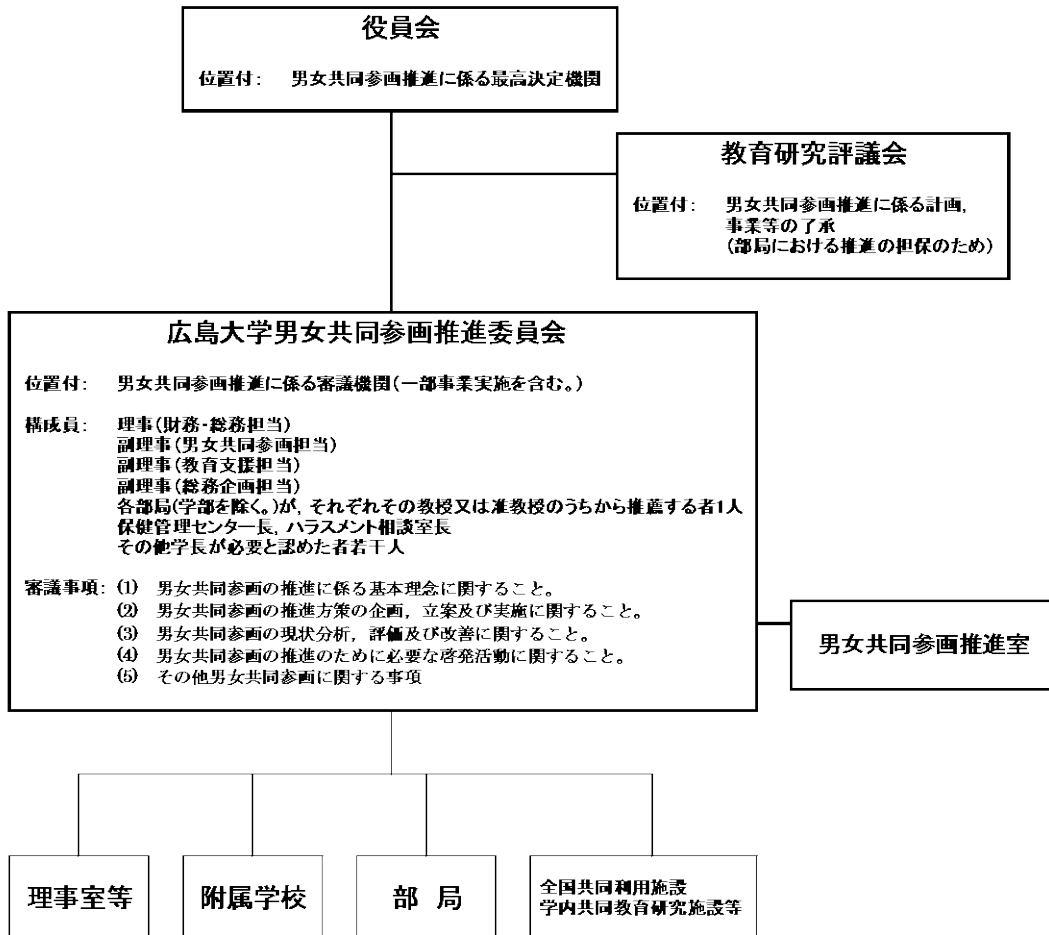 役員会
位置付: 男女共同参画推進に係る最高決定機関
教育研究評議会
位置付: 男女共同参画推進に係る計画,
事業等の了承
(部局における推進の担保のため)
広島大学男女共同参画推進委員会
位置付: 男女共同参画推進に係る審議機関(一部事業実施を含む。)
構成員: 理事(財務・総務担当)
副理事(男女共同参画担当)
副理事(教育支援担当)
副理事(総務企画担当)
各部局(学部を除く。)が, それぞれその教授又は准教授のうちから推薦する者1人
保健管理センター長, ハラスメント相談室長
その他学長が必要と認めた者若干人
審議事項: (1) 男女共同参画の推進に係る基本理念に関すること。
(2) 男女共同参画の推進方策の企画, 立案及び実施に関すること。
(3) 男女共同参画の現状分析, 評価及び改善に関すること。
(4) 男女共同参画の推進のために必要な啓発活動に関すること。
(5) その他男女共同参画に関する事項
男女共同参画推進室
理事室等
附属学校
部 局
全国共同利用施設
学内共同教育研究施設等